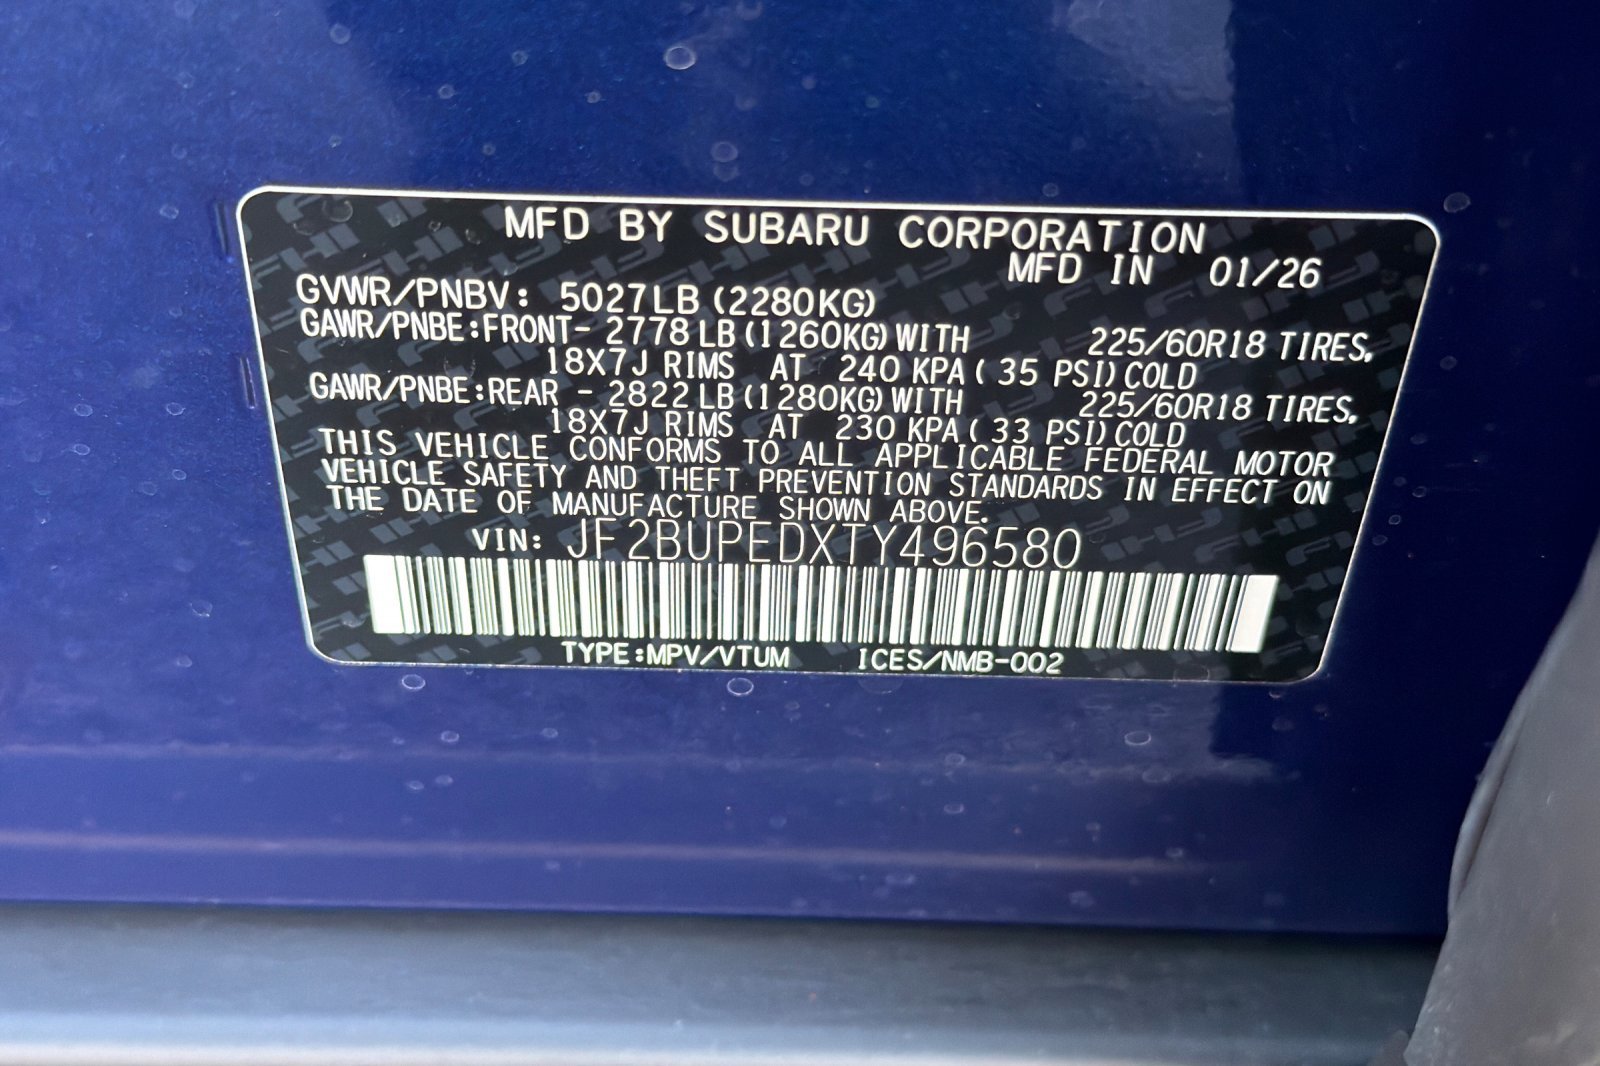 MFD BY SUBARU CORPORATION
MFD IN 01/26
GVWR/PNBV: 5027LB (2280KG)
GAWR/PNBE:FRONT- 2778 LB (1260KG) WITH 225/60R18 TIRES,
18X7J RIMS AT 240 KPA ( 35 PSI) COLD
GAWR/PNBE:REAR - 2822 LB (1280KG) WITH 225/60R18 TIRES,
18X7J RIMS AT 230 KPA ( 33 PSI) COLD
THIS VEHICLE CONFORMS TO ALL APPLICABLE FEDERAL MOTOR
VEHICLE SAFETY AND THEFT PREVENTION STANDARDS IN EFFECT ON
THE DATE OF MANUFACTURE SHOWN ABOVE.
VIN: JF2BUPEDXTY496580
TYPE:MPV/VTUM ICES/NMB-002